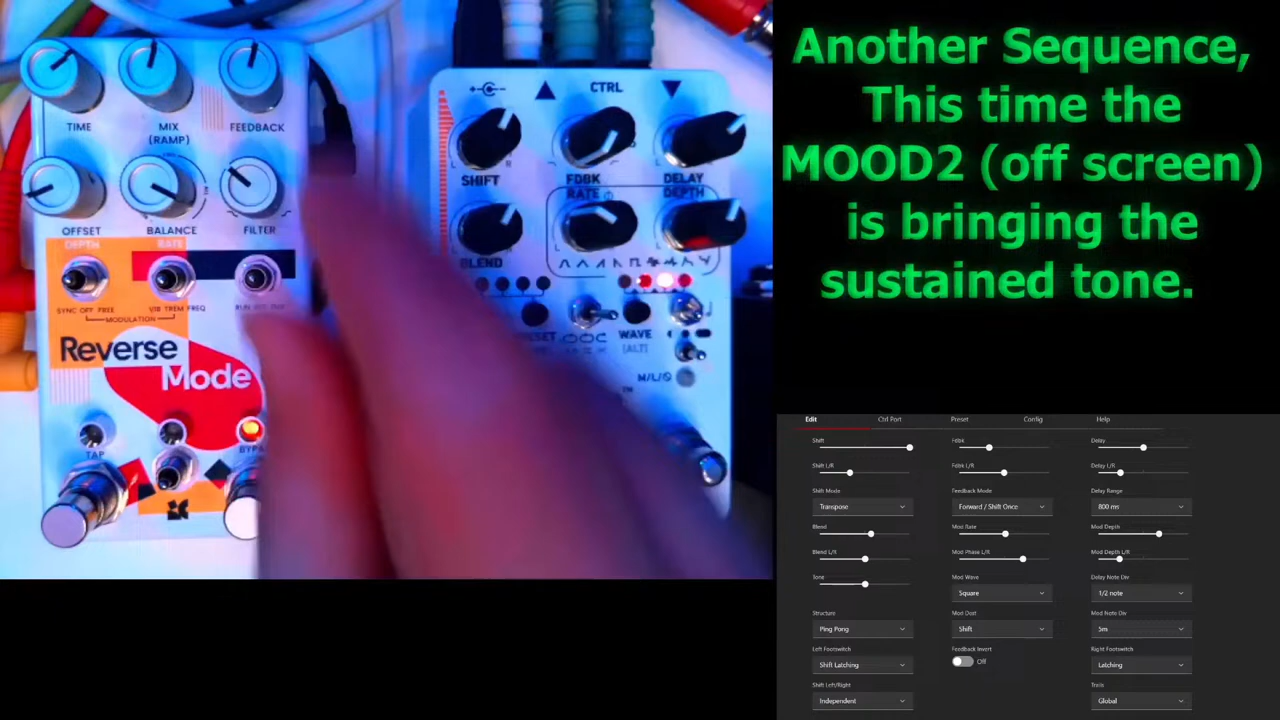 TIME
MIX
(RAMP)
FEEDBACK
OFFSET
BALANCE
FILTER
DEPTH
RATE
SYNC OFF FREE
VIB TREM FREQ
MODULATION
Reverse
Mode
TAP
CTRL
SHIFT
FDBK
DELAY
RATE
DEPTH
BLEND
WAVE
(ALT)
M/L/
Another Sequence,
This time the
MOOD2 (off screen)
is bringing the
sustained tone.
Edit
Ctrl Port
Preset
Config
Help
Shift
Fdbk
Delay
Shift L/R
Fdbk L/R
Delay L/R
Shift Mode
Feedback Mode
Delay Range
Transpose
Forward / Shift Once
800 ms
Blend
Mod Rate
Mod Depth
Blend L/R
Mod Phase L/R
Mod Depth L/R
Tone
Mod Wave
Delay Note Div
Square
1/2 note
Structure
Mod Dest
Mod Note Div
Ping Pong
Shift
Left Footswitch
Feedback Invert
Right Footswitch
Shift Latching
Off
Latching
Shift Left/Right
Trails
Independent
Global